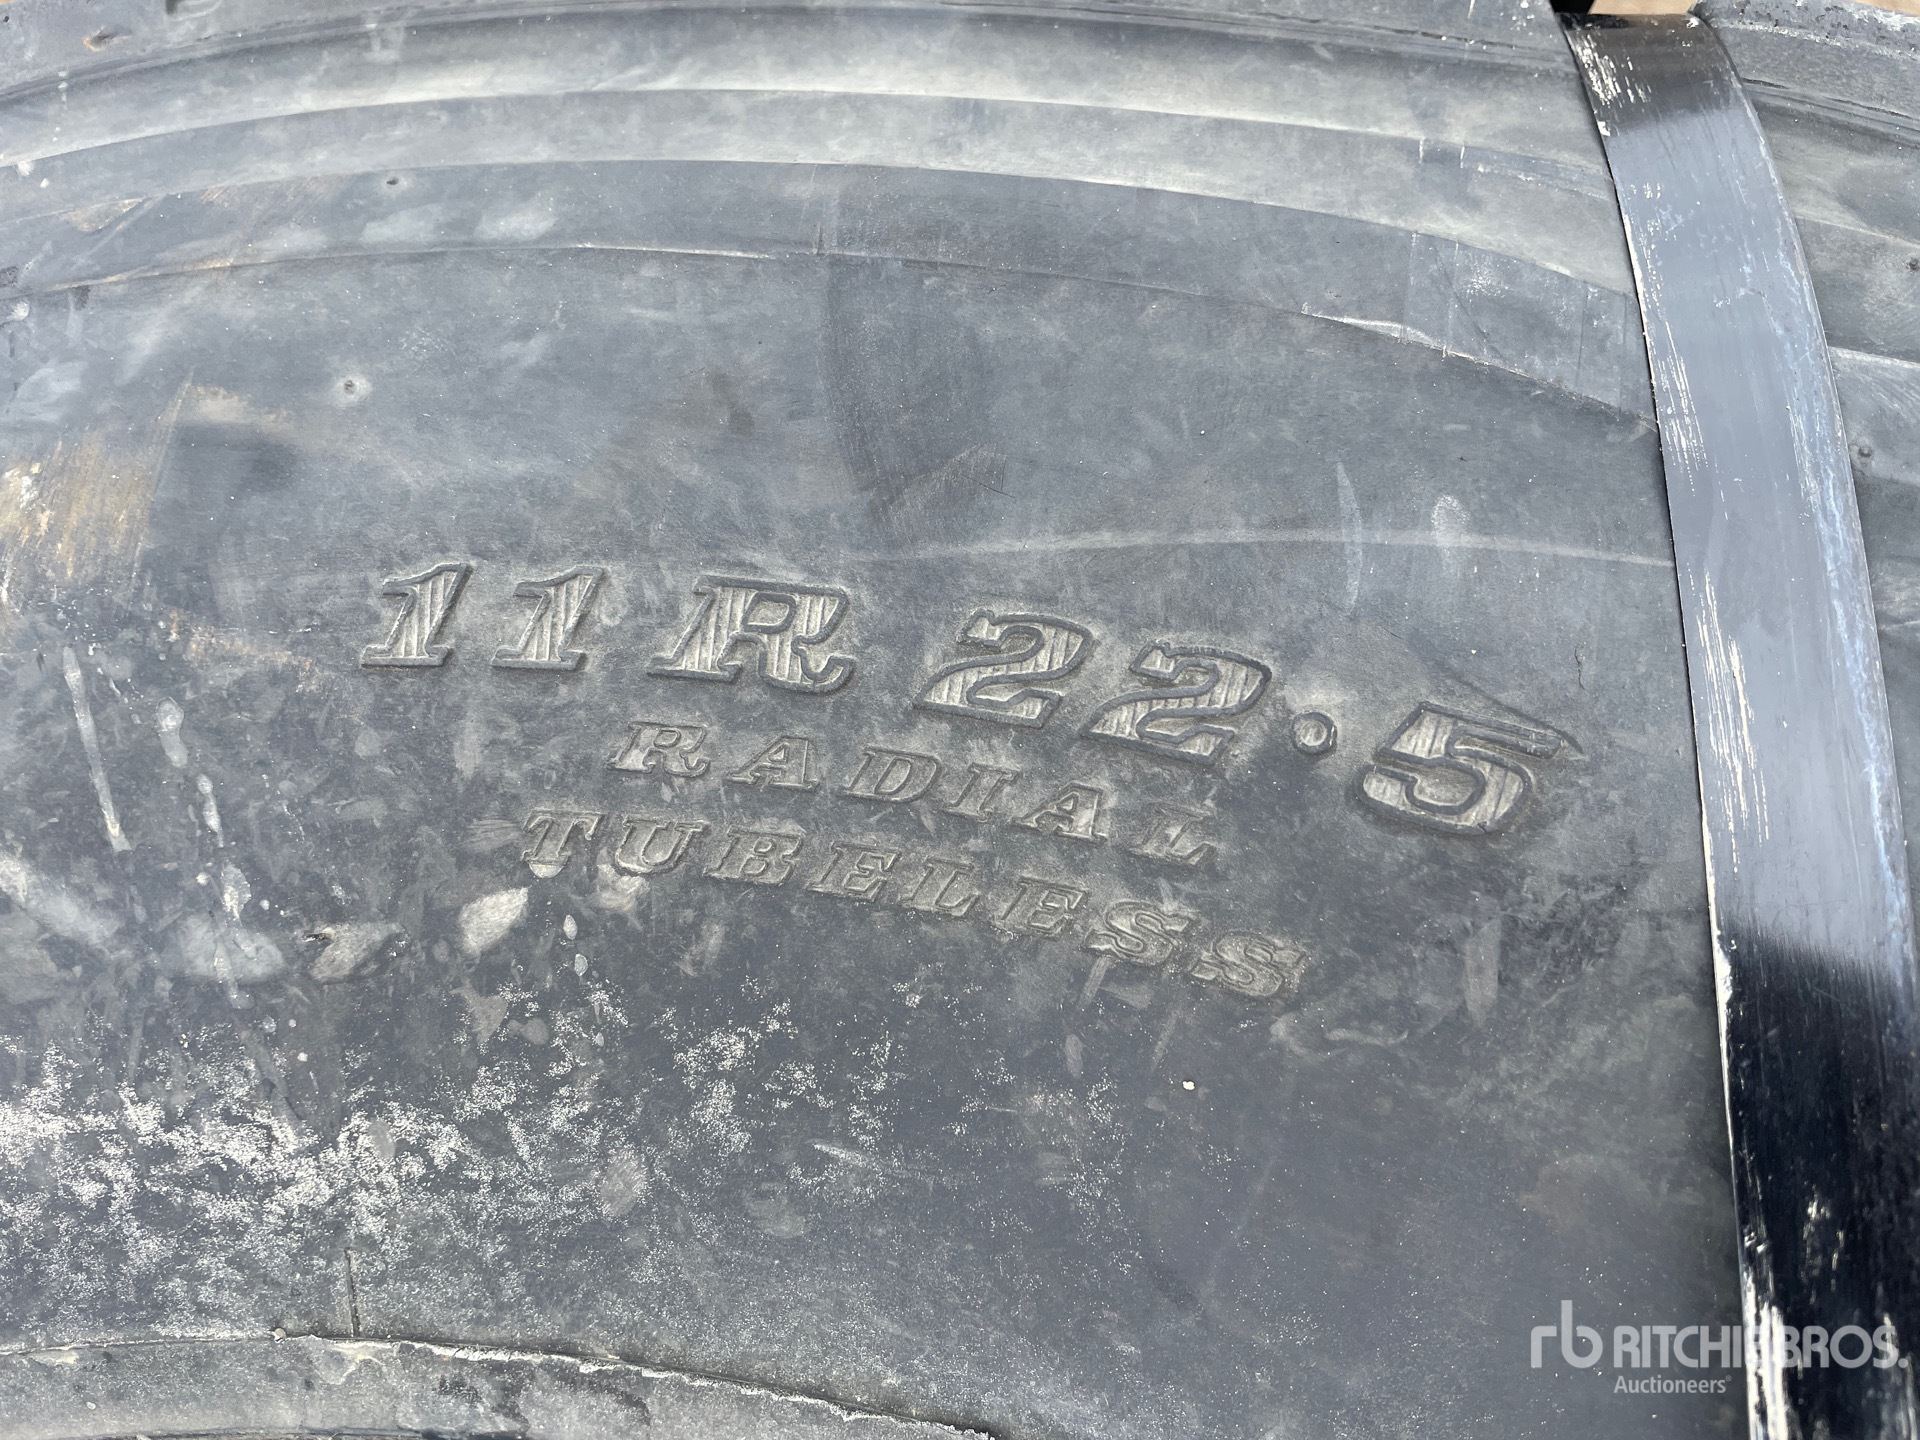 11R22.5
RADIAL
TUBELESS
rb RITCHIE BROS.
Auctioneers